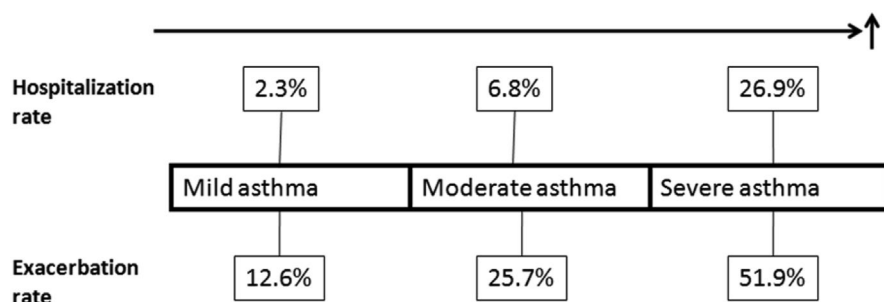 Hospitalization
rate
2.3%
6.8%
26.9%
Mild asthma
Moderate asthma
Severe asthma
Exacerbation
rate
12.6%
25.7%
51.9%